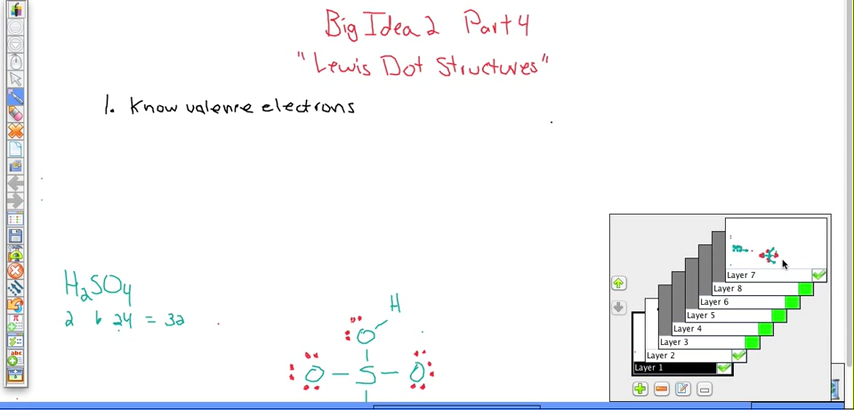 Big Idea 2 Part 4
"Lewis Dot Structures"
1. Know valence electrons
H2SO4
2 6 24 = 32
H
O
O — S — O
Layer 7
Layer 8
Layer 6
Layer 5
Layer 4
Layer 3
Layer 2
Layer 1